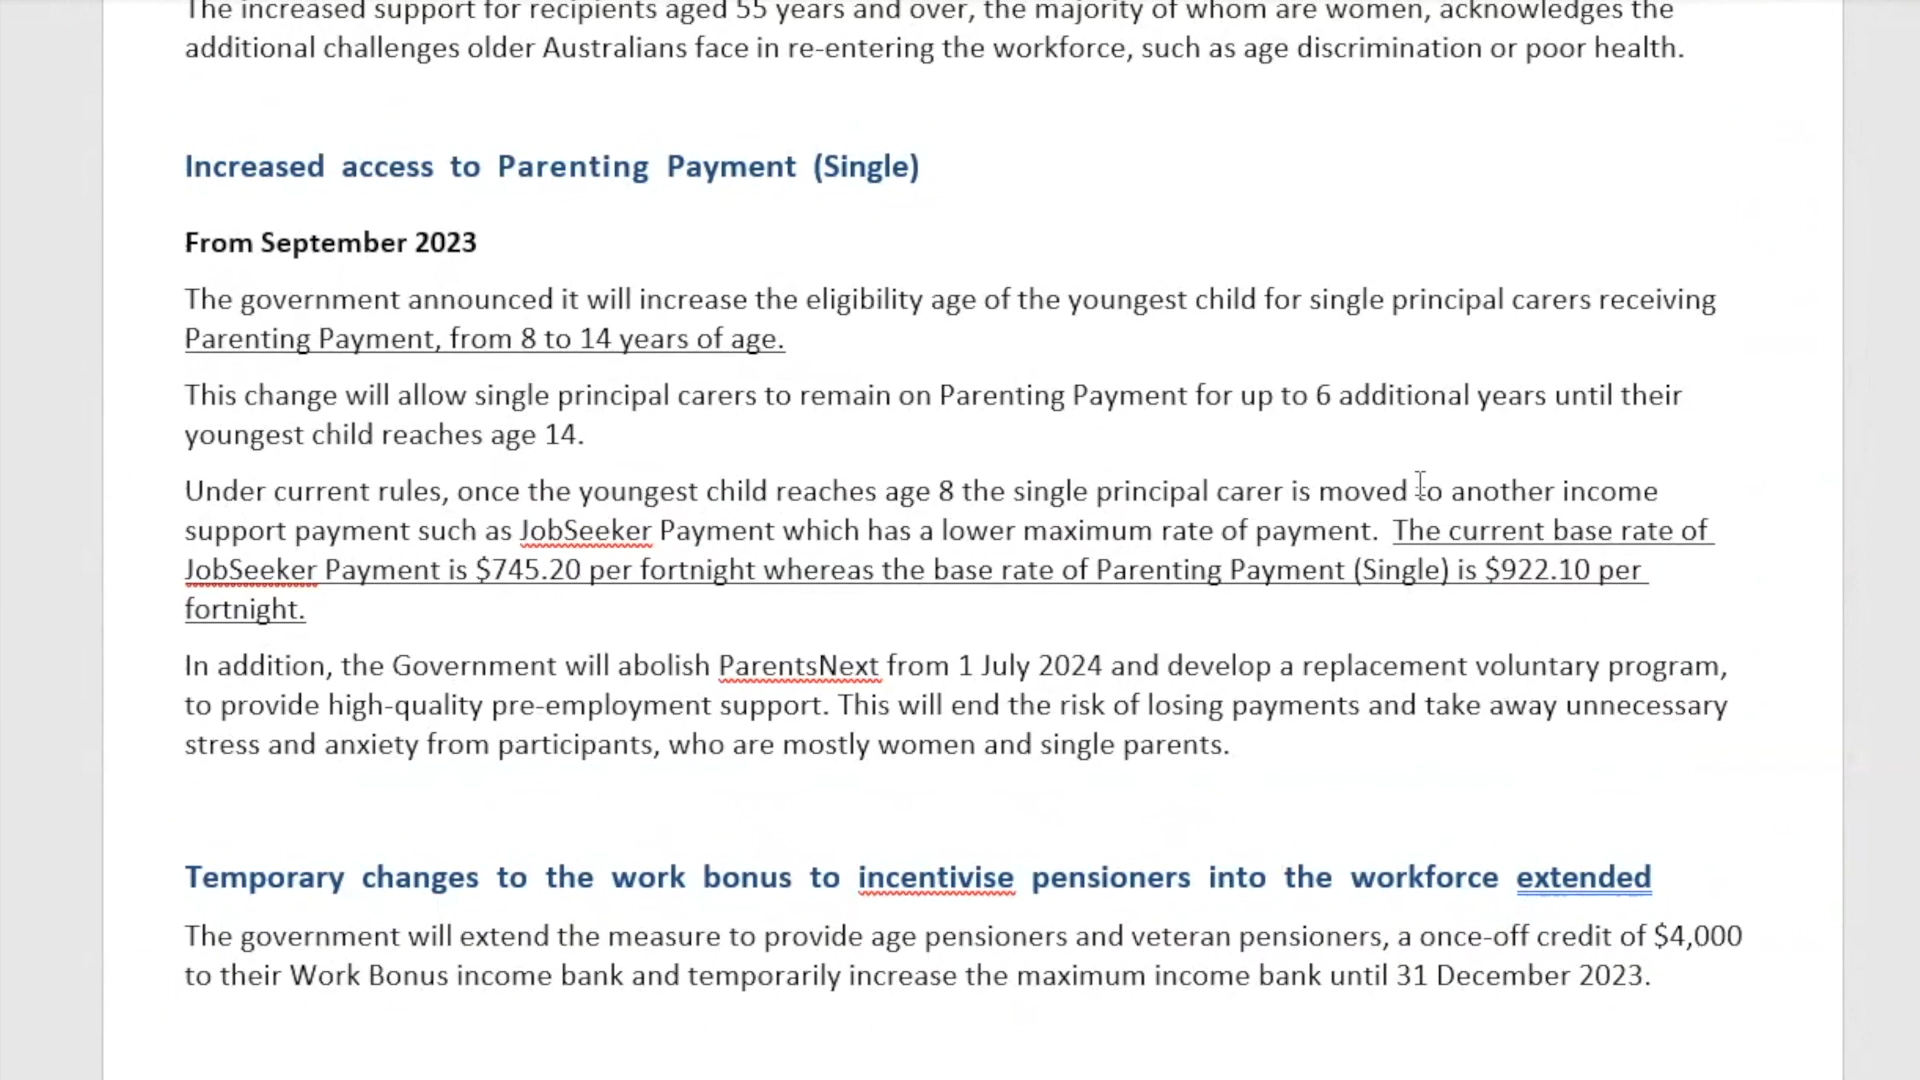 The increased support for recipients aged 55 years and over, the majority of whom are women, acknowledges the
additional challenges older Australians face in re-entering the workforce, such as age discrimination or poor health.
Increased access to Parenting Payment (Single)
From September 2023
The government announced it will increase the eligibility age of the youngest child for single principal carers receiving
Parenting Payment, from 8 to 14 years of age.
This change will allow single principal carers to remain on Parenting Payment for up to 6 additional years until their
youngest child reaches age 14.
Under current rules, once the youngest child reaches age 8 the single principal carer is moved to another income
support payment such as JobSeeker Payment which has a lower maximum rate of payment. The current base rate of
JobSeeker Payment is $745.20 per fortnight whereas the base rate of Parenting Payment (Single) is $922.10 per
fortnight.
In addition, the Government will abolish ParentsNext from 1 July 2024 and develop a replacement voluntary program,
to provide high-quality pre-employment support. This will end the risk of losing payments and take away unnecessary
stress and anxiety from participants, who are mostly women and single parents.
Temporary changes to the work bonus to incentivise pensioners into the workforce extended
The government will extend the measure to provide age pensioners and veteran pensioners, a once-off credit of $4,000
to their Work Bonus income bank and temporarily increase the maximum income bank until 31 December 2023.